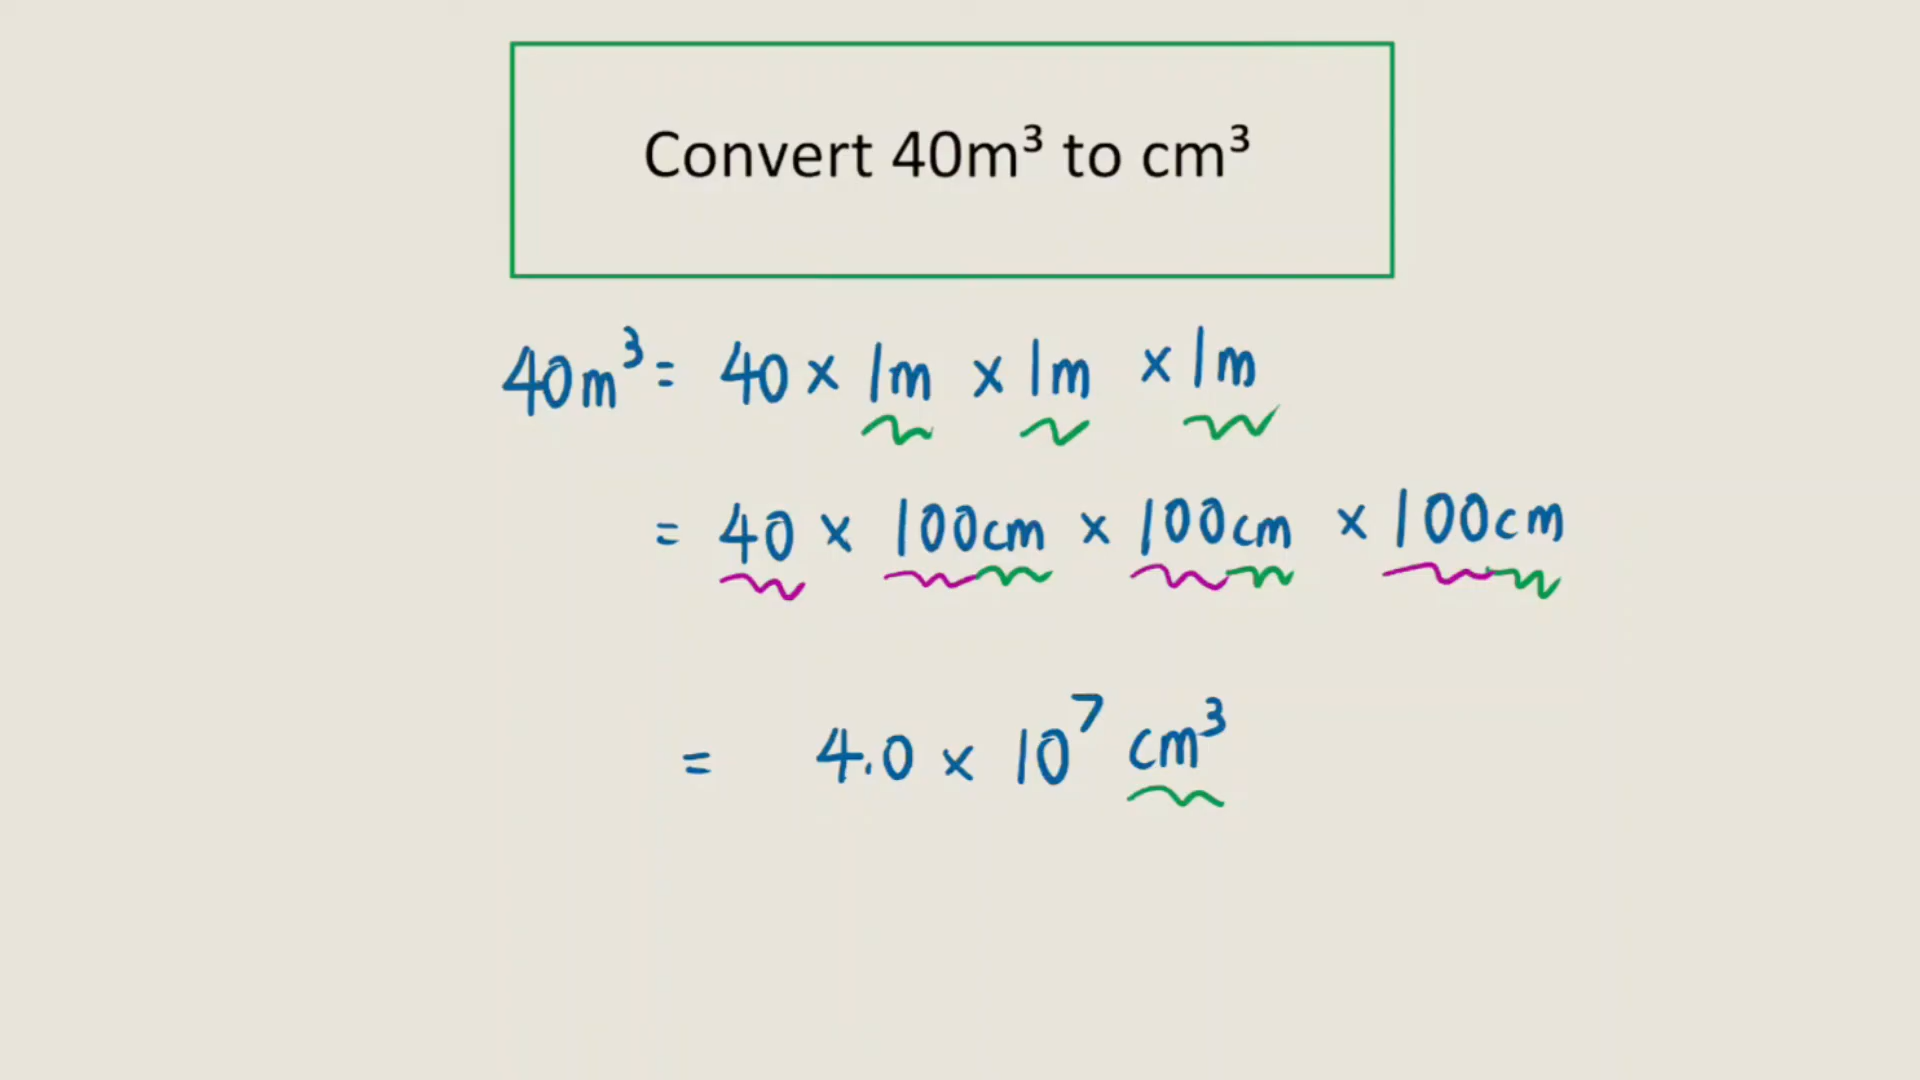 Convert 40m³ to cm³
40m³ = 40 × 1m × 1m × 1m
= 40 × 100cm × 100cm × 100cm
= 4.0 × 10⁷ cm³